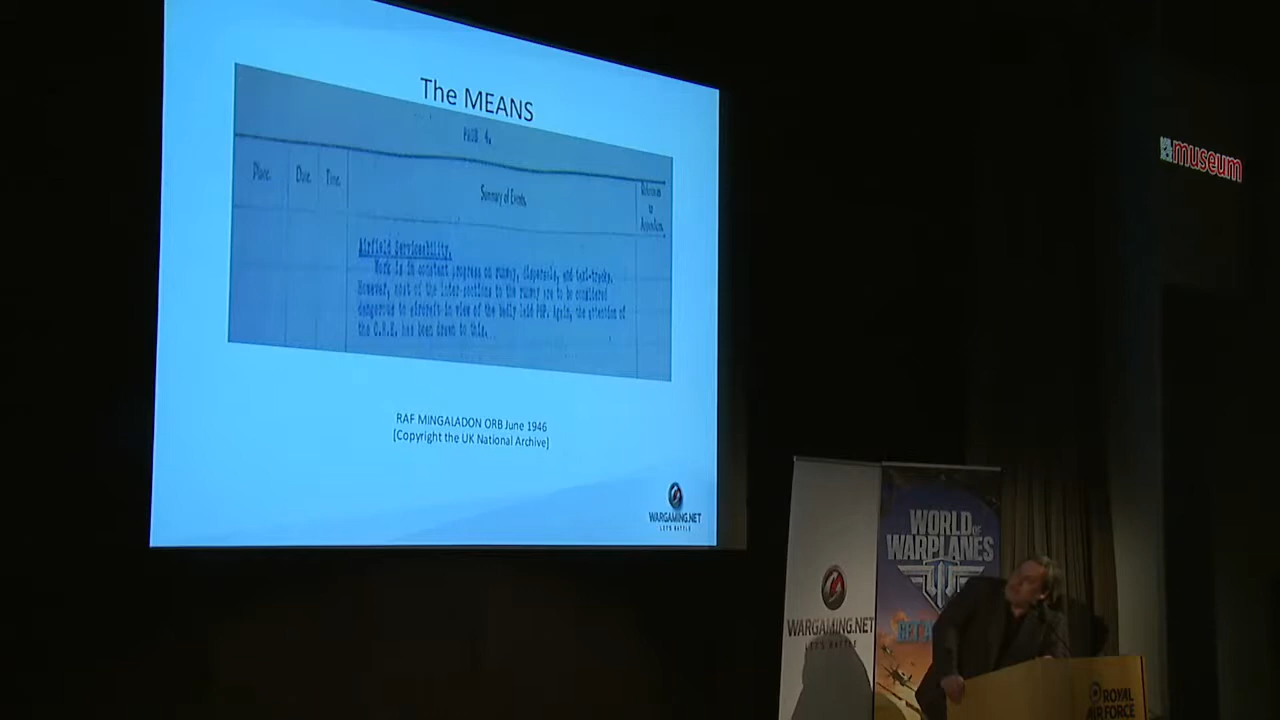 The MEANS
PAGE 4.
Place.
Date.
Time.
Summary of Events.
References
to
Appendices.
Airfield Serviceability.
Work is in constant progress on runway, dispersals, and taxi-tracks.
However, most of the inter-sections to the runway are to be considered
dangerous to aircraft in view of the badly laid PSP. Again, the attention of
the C.R.E. has been drawn to this...
RAF MINGALADON ORB June 1946
[Copyright the UK National Archive]
WARGAMING.NET
LET'S BATTLE
museum
WORLD OF
WARPLANES
WARGAMING.NET
LET'S BATTLE
ROYAL
AIR FORCE